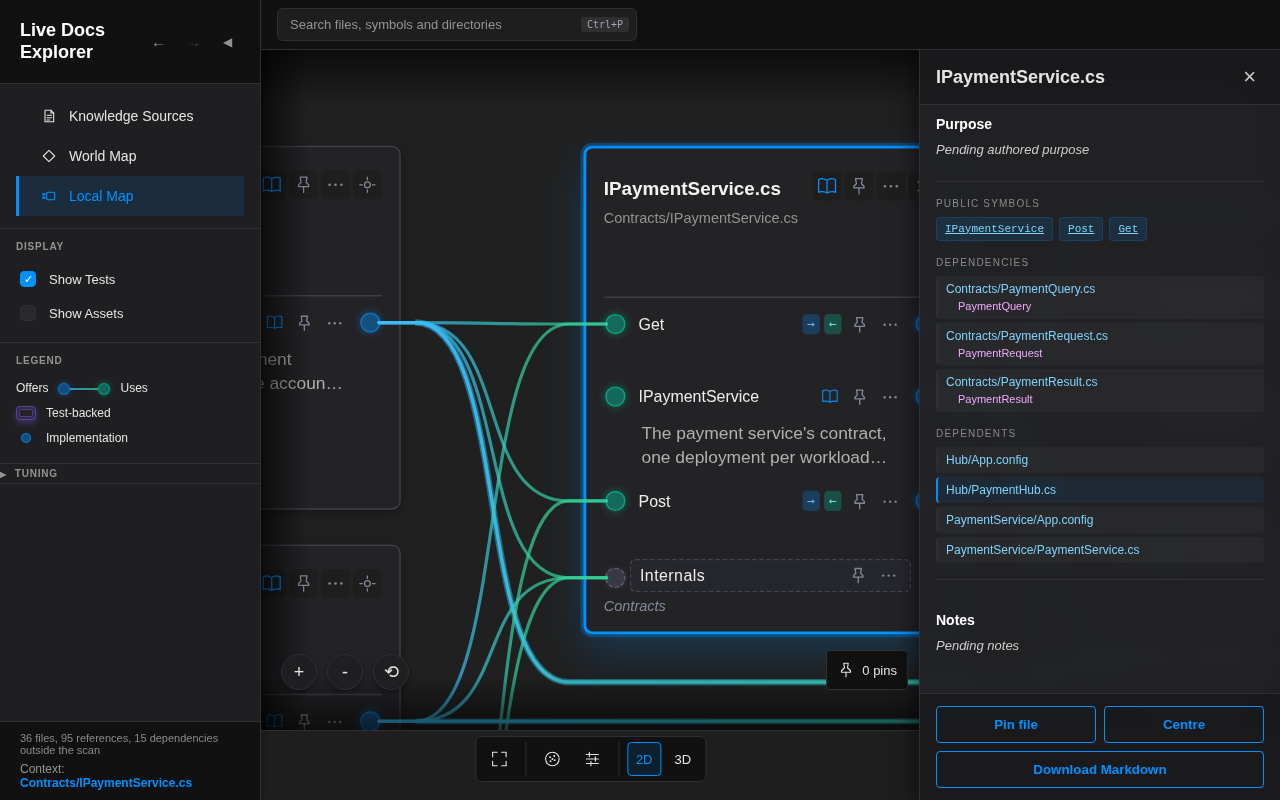 Live Docs
Explorer
Search files, symbols and directories
Ctrl+P
Knowledge Sources
World Map
Local Map
DISPLAY
Show Tests
Show Assets
LEGEND
Offers
Uses
Test-backed
Implementation
TUNING
36 files, 95 references, 15 dependencies
outside the scan
Context:
Contracts/IPaymentService.cs
accoun…
IPaymentService.cs
Contracts/IPaymentService.cs
Get
IPaymentService
The payment service's contract,
one deployment per workload…
Post
Internals
Contracts
+
-
0 pins
2D
3D
IPaymentService.cs
Purpose
Pending authored purpose
PUBLIC SYMBOLS
IPaymentService
Post
Get
DEPENDENCIES
Contracts/PaymentQuery.cs
PaymentQuery
Contracts/PaymentRequest.cs
PaymentRequest
Contracts/PaymentResult.cs
PaymentResult
DEPENDENTS
Hub/App.config
Hub/PaymentHub.cs
PaymentService/App.config
PaymentService/PaymentService.cs
Notes
Pending notes
Pin file
Centre
Download Markdown